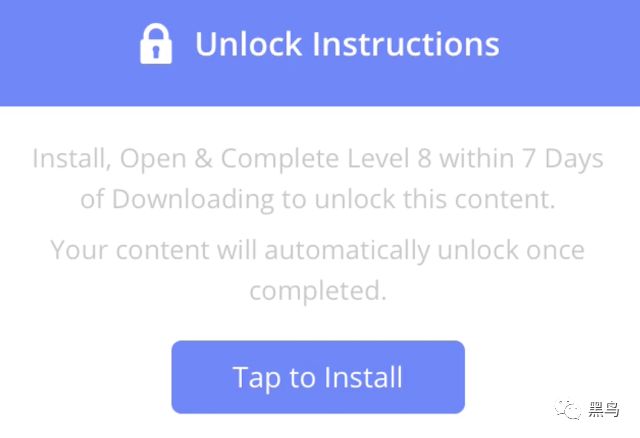 Unlock Instructions
Install, Open & Complete Level 8 within 7 Days
of Downloading to unlock this content.
Your content will automatically unlock once
completed.
Tap to Install
黑鸟